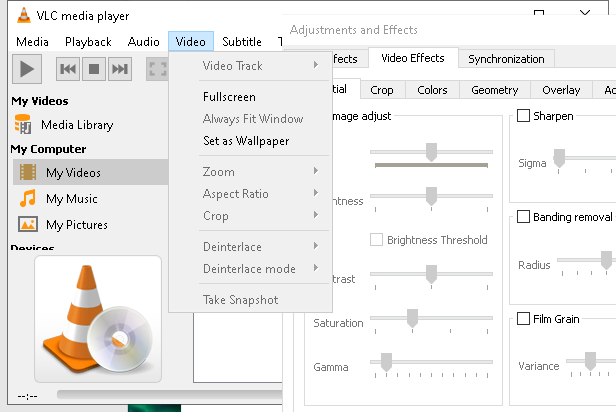 VLC media player
Media Playback Audio Video Subtitle T
My Videos
Media Library
My Computer
My Videos
My Music
My Pictures
Devices
--:--
Video Track
Fullscreen
Always Fit Window
Set as Wallpaper
Zoom
Aspect Ratio
Crop
Deinterlace
Deinterlace mode
Take Snapshot
Adjustments and Effects
ffects Video Effects Synchronization
tial Crop Colors Geometry Overlay
mage adjust
ntness
Brightness Threshold
trast
Saturation
Gamma
Sharpen
Sigma
Banding removal
Radius
Film Grain
Variance